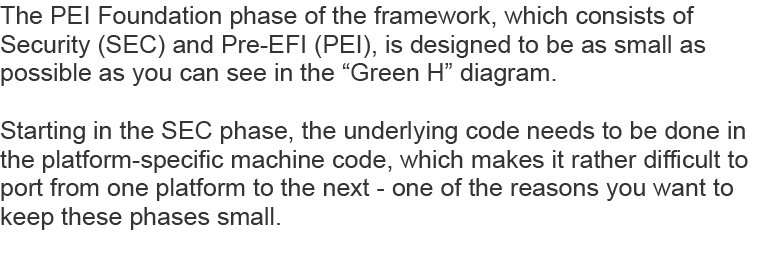 The PEI Foundation phase of the framework, which consists of
Security (SEC) and Pre-EFI (PEI), is designed to be as small as
possible as you can see in the “Green H” diagram.
Starting in the SEC phase, the underlying code needs to be done in
the platform-specific machine code, which makes it rather difficult to
port from one platform to the next - one of the reasons you want to
keep these phases small.